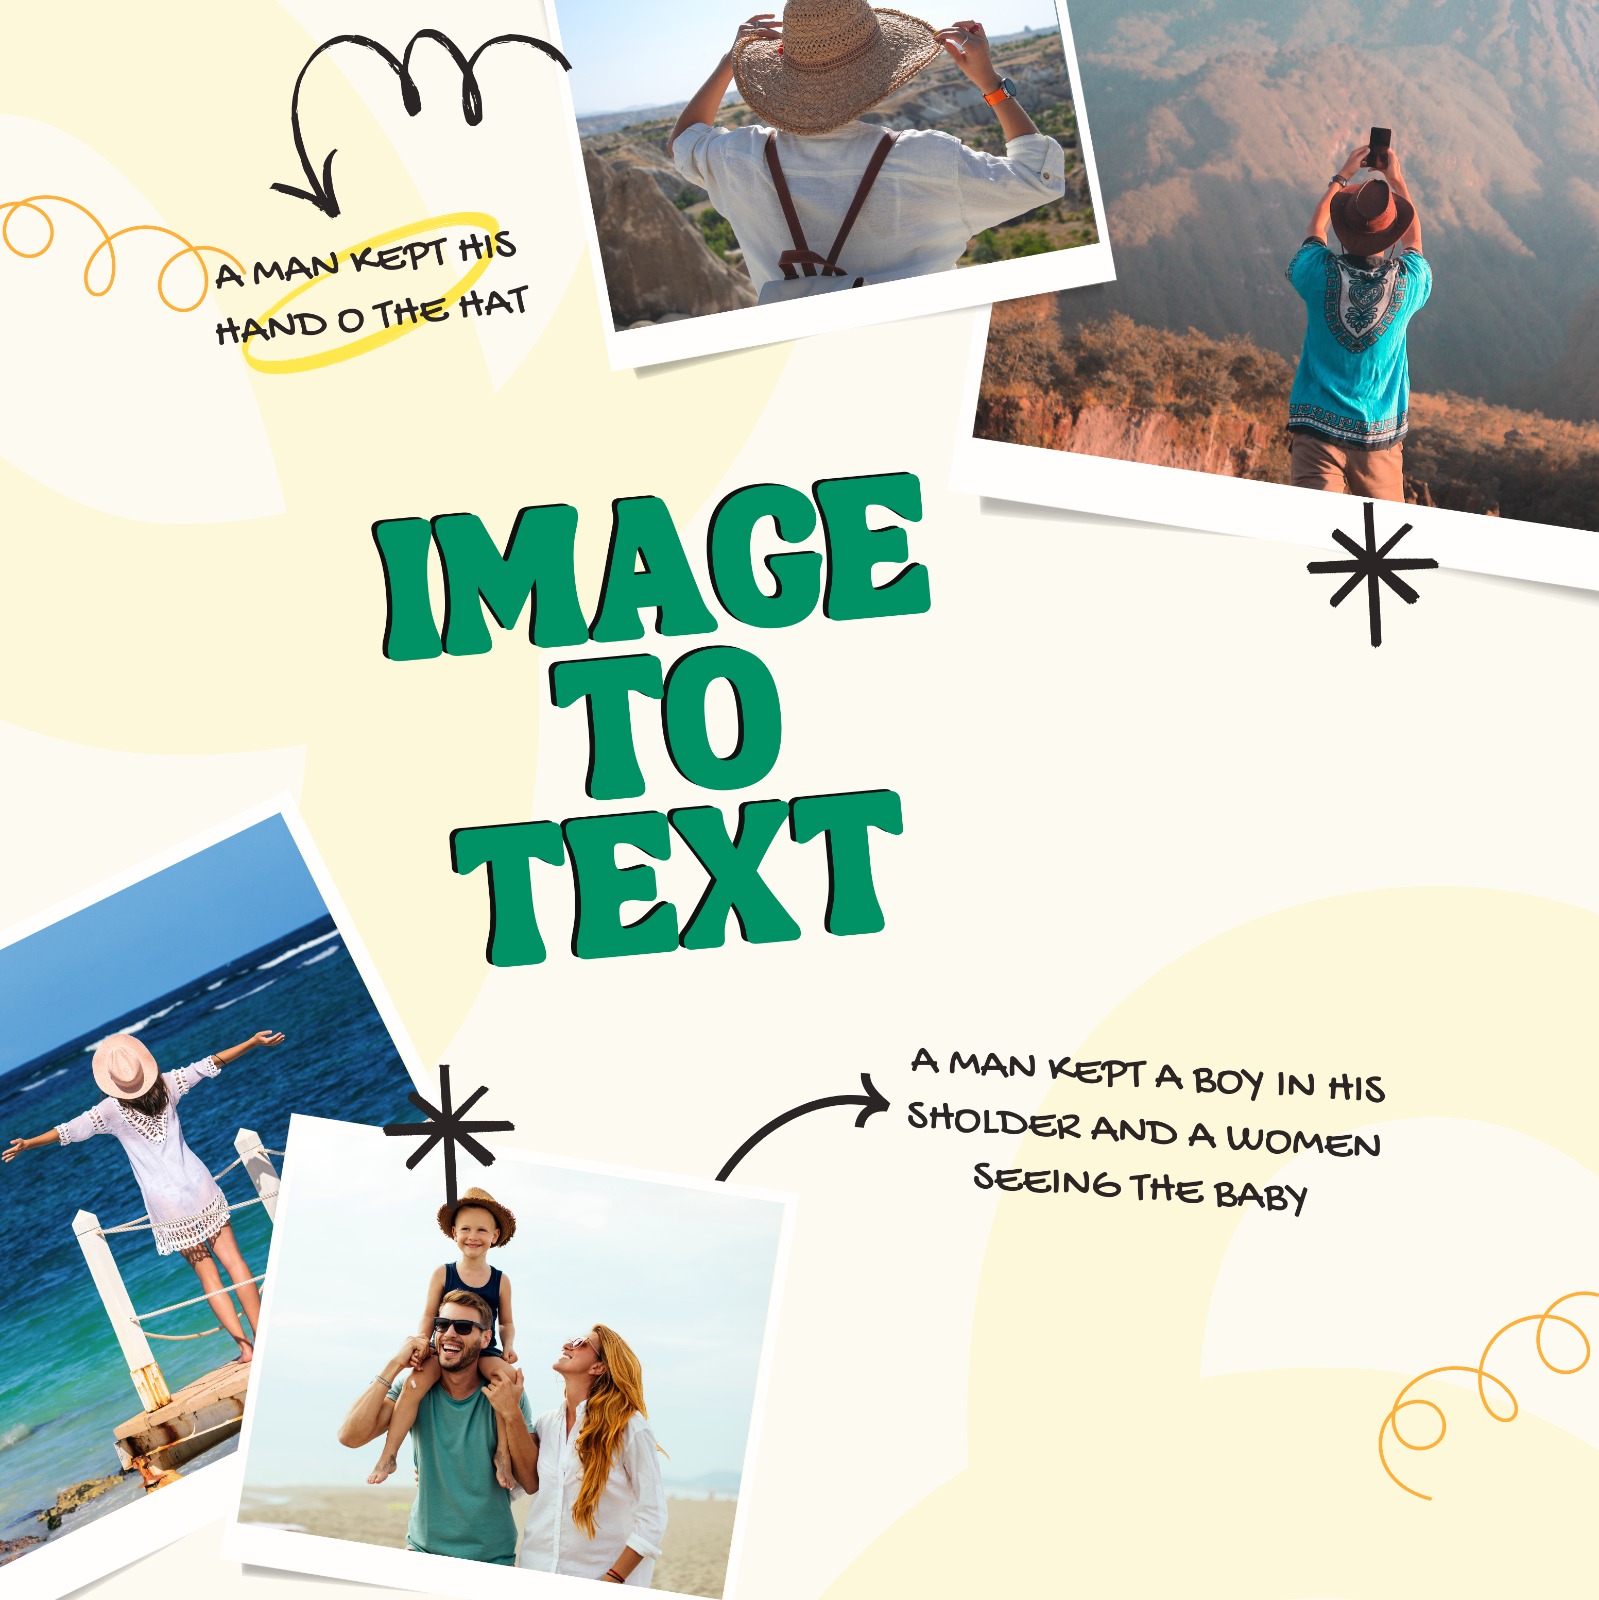 A MAN KEPT HIS
HAND O THE HAT
IMAGE
TO
TEXT
A MAN KEPT A BOY IN HIS
SHOLDER AND A WOMEN
SEEING THE BABY